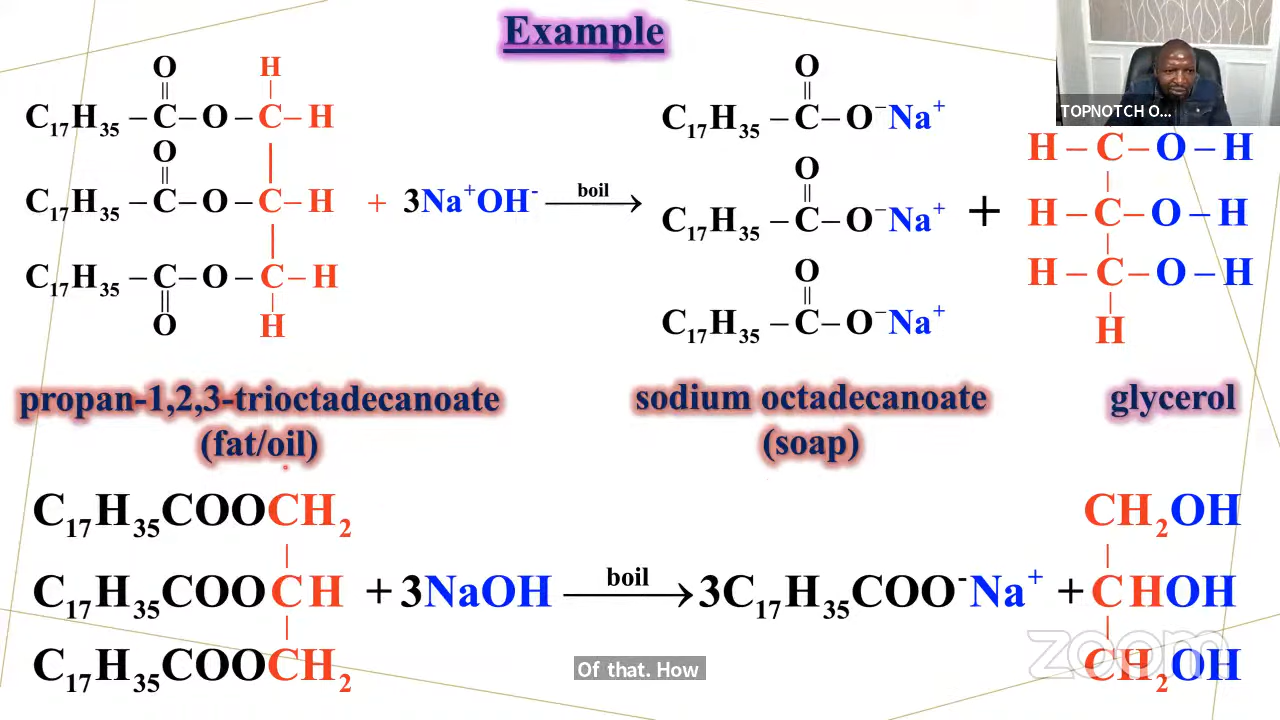 Example
O
H
C17H35 – C – O – C – H
O
C17H35 – C – O – C – H + 3Na+OH- boil
C17H35 – C – O – C – H
O
H
O
C17H35 – C – O–Na+
O
C17H35 – C – O–Na+
O
C17H35 – C – O–Na+
+
TOPNOTCH O...
H – C – O – H
H – C – O – H
H – C – O – H
H
propan-1,2,3-trioctadecanoate
(fat/oil)
sodium octadecanoate
(soap)
glycerol
C17H35COOCH2
CH2OH
C17H35COOCH + 3NaOH boil 3C17H35COO-Na+ + CHOH
C17H35COOCH2
CH2OH
zoom
Of that. How